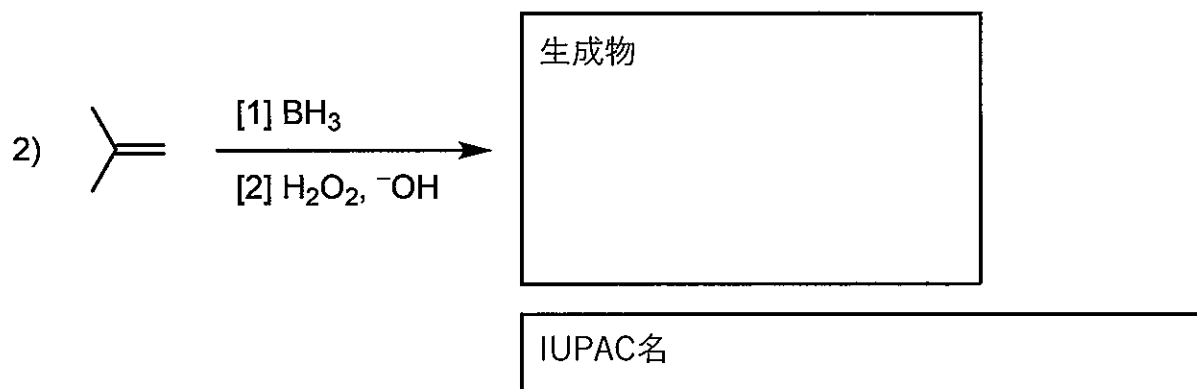 生成物
2)
[1] BH₃
[2] H₂O₂, ⁻OH
IUPAC名